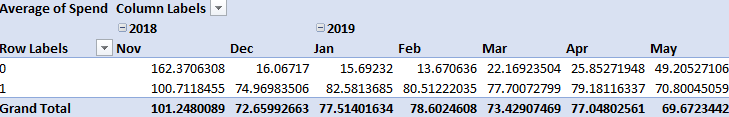 Average of Spend Column Labels
2018 2019
Row Labels Nov Dec Jan Feb Mar Apr May
0 162.3706308 16.06717 15.69232 13.670636 22.16923504 25.85271948 49.20527106
1 100.7118455 74.96983506 82.5813685 80.51222035 77.70072799 79.18116337 70.80045059
Grand Total 101.2480089 72.65992663 77.51401634 78.6024608 73.42907469 77.04802561 69.6723442